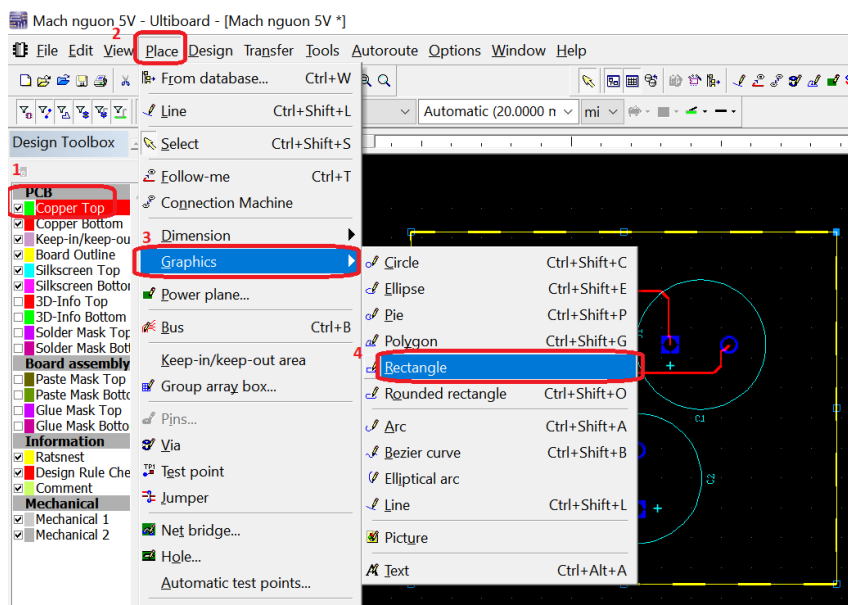 Mach nguon 5V - Ultiboard - [Mach nguon 5V *]
2
File Edit View Place Design Transfer Tools Autoroute Options Window Help
From database... Ctrl+W
Line Ctrl+Shift+L
Automatic (20.0000 n
mi
Design Toolbox
Select Ctrl+Shift+S
1
Follow-me Ctrl+T
PCB
Connection Machine
Copper Top
Copper Bottom
Keep-in/keep-ou
3
Dimension
Board Outline
Graphics
Silkscreen Top
Silkscreen Bottor
3D-Info Top
Power plane...
3D-Info Bottom
Solder Mask Top
Bus Ctrl+B
Solder Mask Bott
Board assembly
Keep-in/keep-out area
Paste Mask Top
Group array box...
Paste Mask Botto
Glue Mask Top
Pins...
Glue Mask Botto
Information
Via
Ratsnest
Design Rule Che
TP1
Test point
Comment
Jumper
Mechanical
Mechanical 1
Net bridge...
Mechanical 2
Hole...
Automatic test points...
Circle Ctrl+Shift+C
Ellipse Ctrl+Shift+E
Pie Ctrl+Shift+P
Polygon Ctrl+Shift+G
4
Rectangle
Rounded rectangle Ctrl+Shift+O
Arc Ctrl+Shift+A
Bezier curve Ctrl+Shift+B
Elliptical arc
Line Ctrl+Shift+L
Picture
Text Ctrl+Alt+A
C1
C2